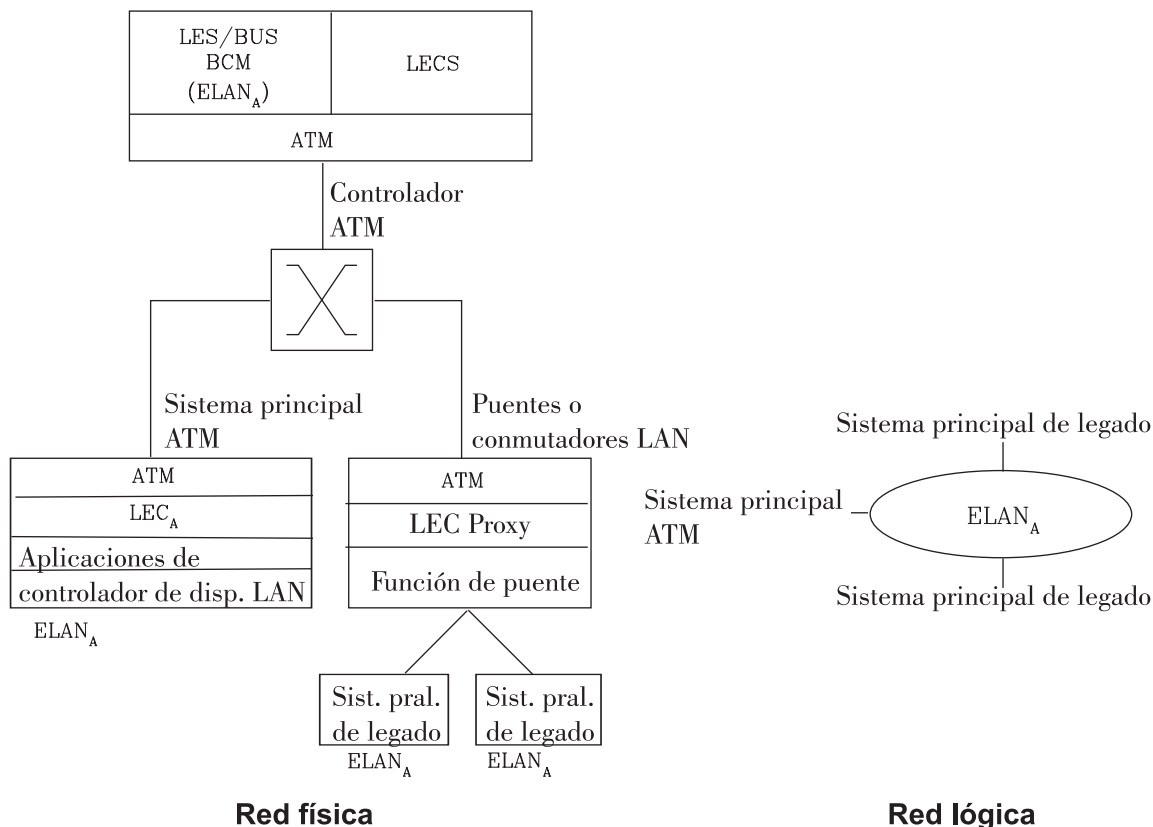 LES/BUS
BCM
(ELANA)
LECS
ATM
Controlador
ATM
Sistema principal
ATM
Puentes o
conmutadores LAN
ATM
LECA
Aplicaciones de
controlador de disp. LAN
ELANA
ATM
LEC Proxy
Función de puente
Sist. pral.
de legado
ELANA
Sist. pral.
de legado
ELANA
Red física
Sistema principal de legado
Sistema principal
ATM
ELANA
Sistema principal de legado
Red lógica